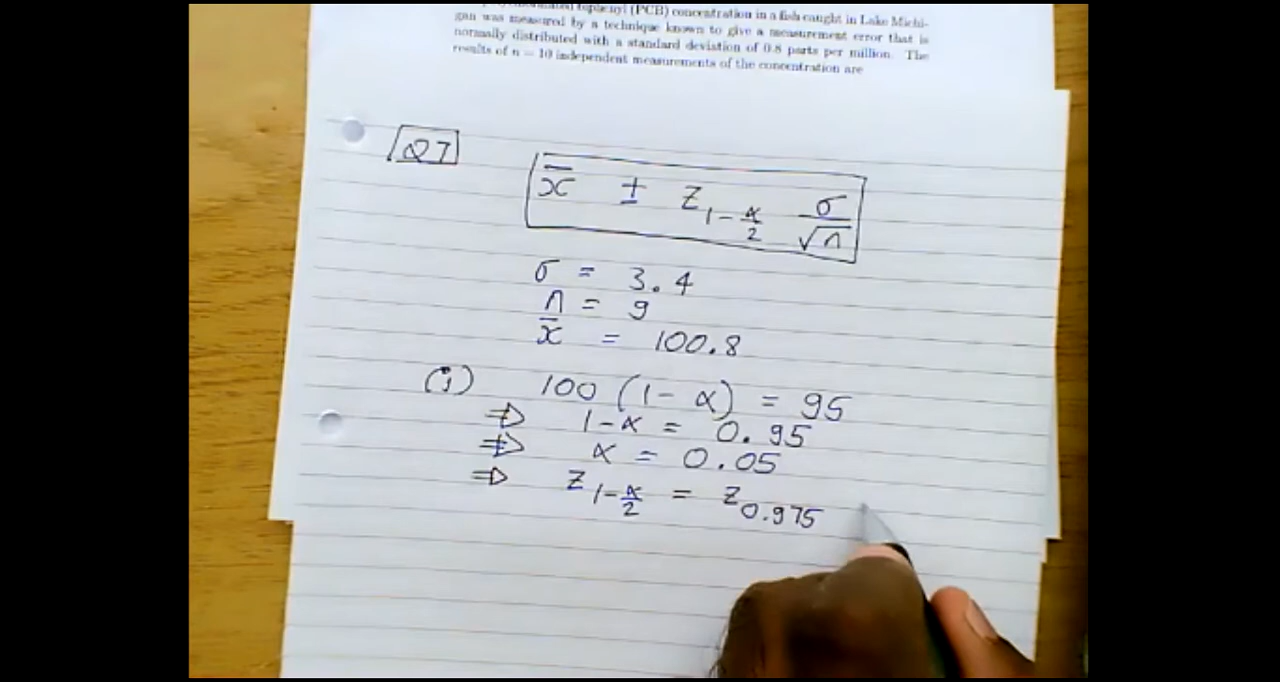 biphenyl (PCB) concentration in a fish caught in Lake Michi-
gan was measured by a technique known to give a measurement error that is
normally distributed with a standard deviation of 0.8 parts per million. The
results of n = 10 independent measurements of the concentration are
Q7
x̄ ± z_{1-α/2} σ/√n
σ = 3.4
n = 9
x̄ = 100.8
(i) 100 (1 - α) = 95
⇒ 1 - α = 0.95
⇒ α = 0.05
⇒ z_{1-α/2} = z_{0.975}